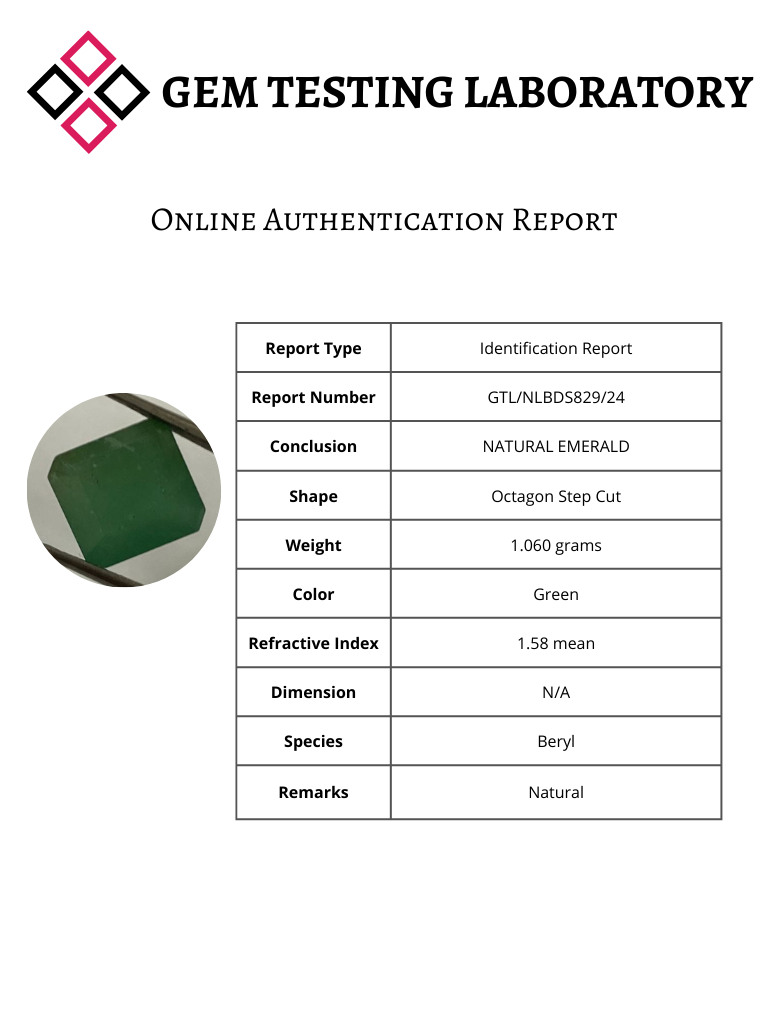 GEM TESTING LABORATORY
Online Authentication Report
Report Type Identification Report
Report Number GTL/NLBDS829/24
Conclusion NATURAL EMERALD
Shape Octagon Step Cut
Weight 1.060 grams
Color Green
Refractive Index 1.58 mean
Dimension N/A
Species Beryl
Remarks Natural